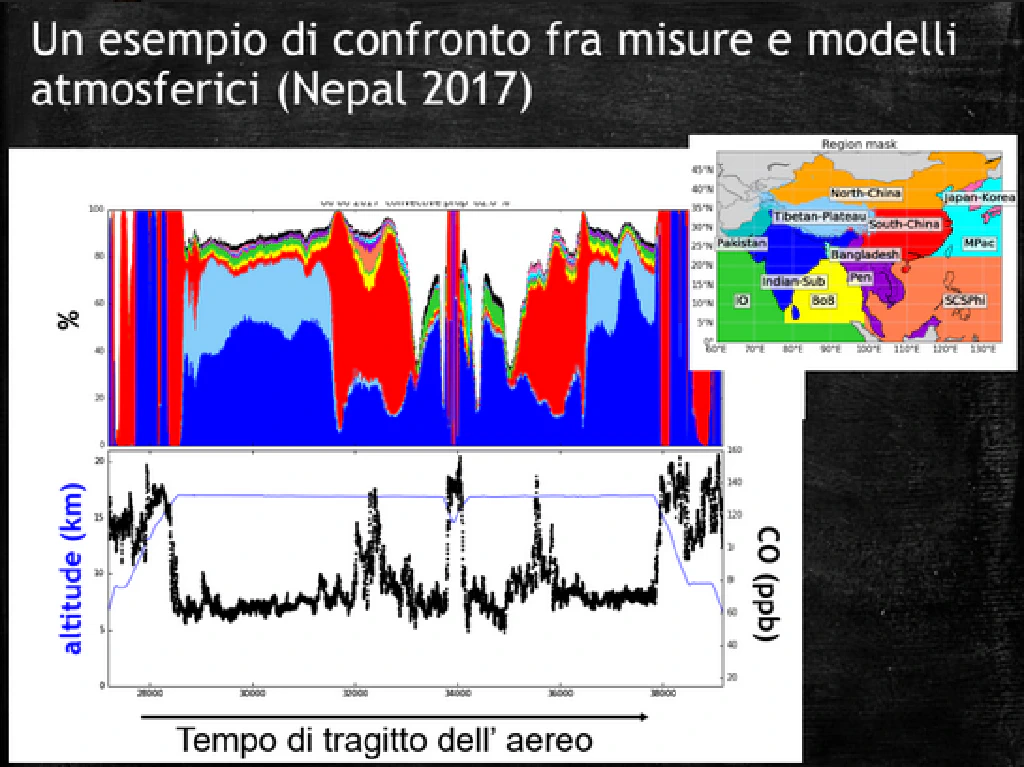 Un esempio di confronto fra misure e modelli
atmosferici (Nepal 2017)
Region mask
45°N
40°N
35°N
30°N
25°N
20°N
15°N
10°N
5°N
0°
60°E 70°E 80°E 90°E 100°E 110°E 120°E 130°E
North-China
Japan-Korea
Tibetan-Plateau
South-China
Pakistan
MPac
Bangladesh
Indian-Sub
Pen
IO
BoB
SCSPhi
%
100
80
60
40
20
0
altitude (km)
20
15
10
5
0
160
140
120
1
8
60
40
20
CO (ppb)
28000 30000 32000 34000 36000 38000
Tempo di tragitto dell’ aereo